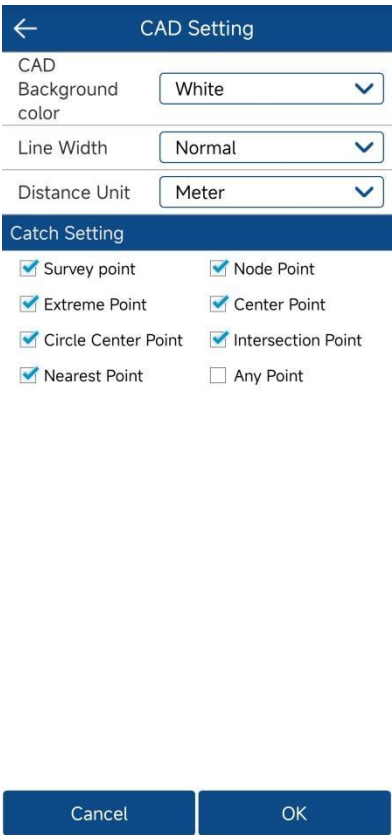 CAD Setting
CAD
Background
color
White
Line Width
Normal
Distance Unit
Meter
Catch Setting
Survey point
Node Point
Extreme Point
Center Point
Circle Center Point
Intersection Point
Nearest Point
Any Point
Cancel
OK